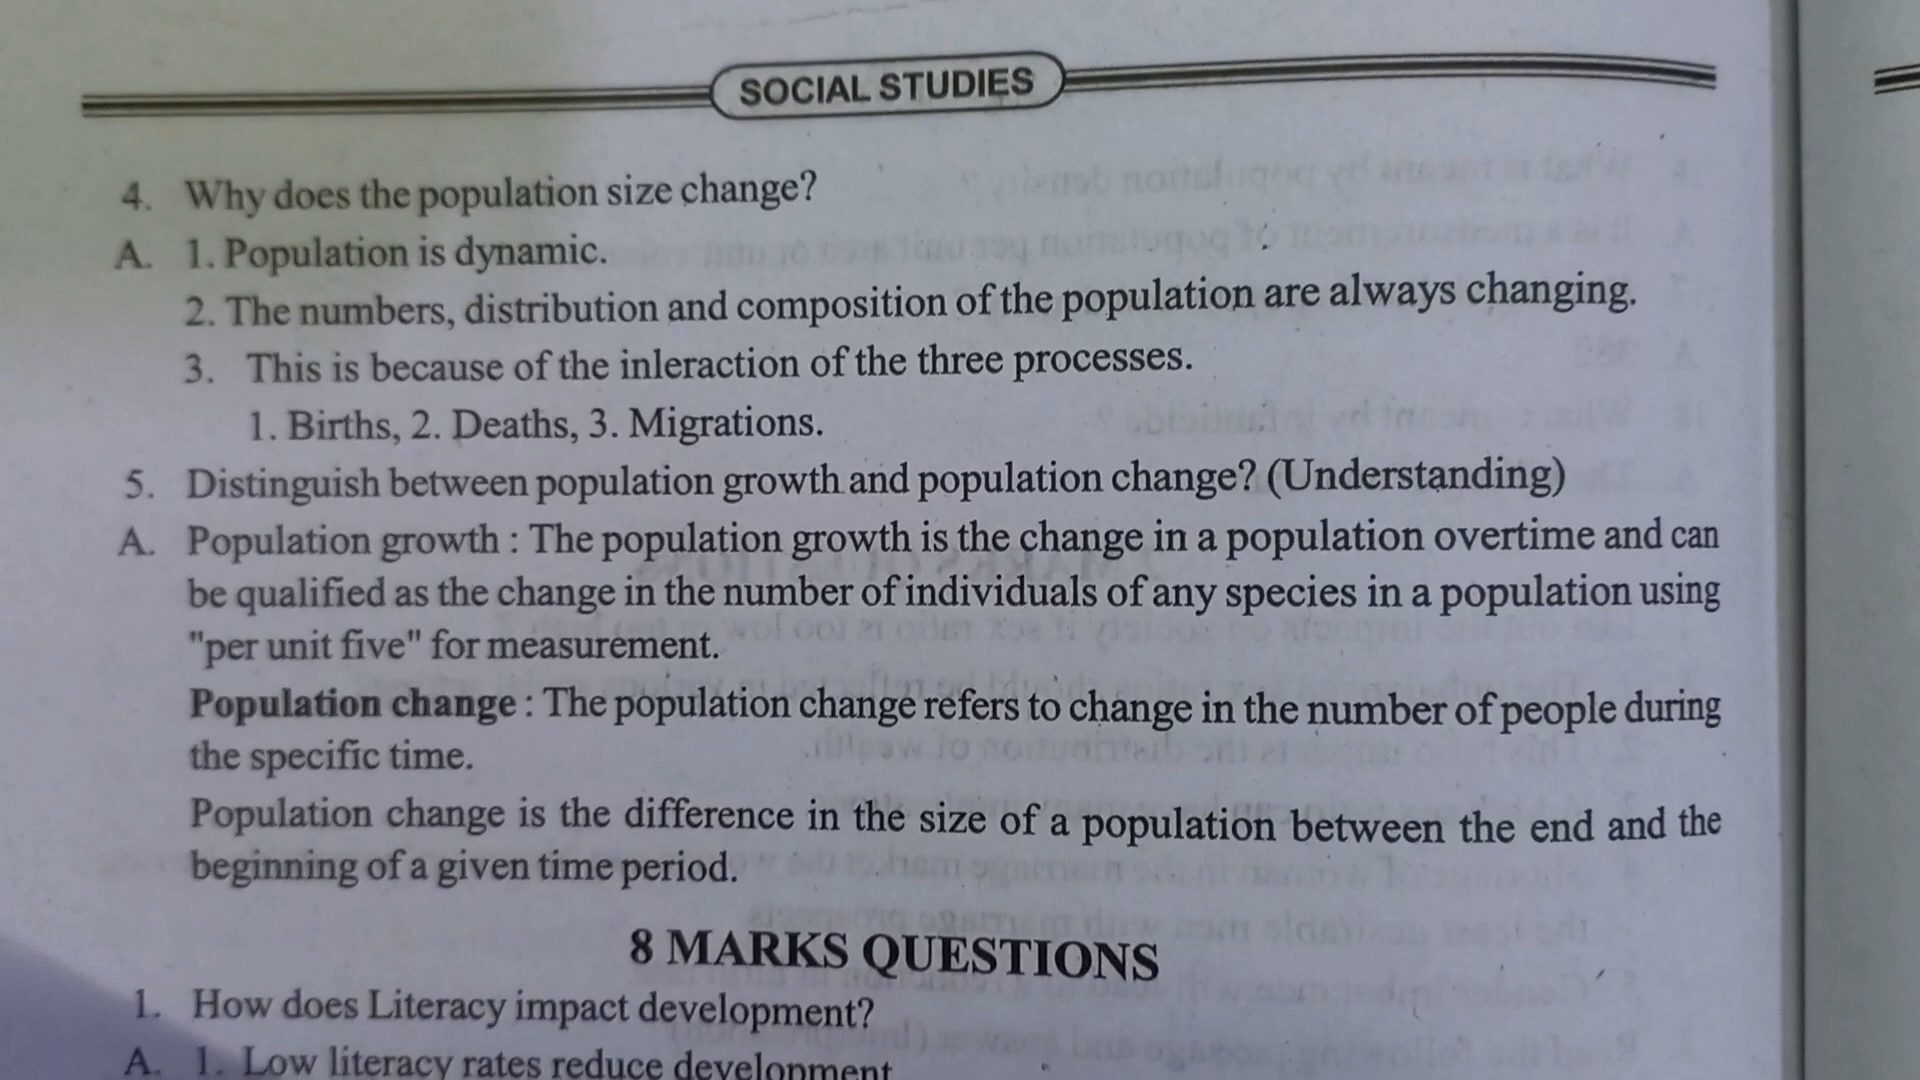 SOCIAL STUDIES
4. Why does the population size change?
A. 1. Population is dynamic.
2. The numbers, distribution and composition of the population are always changing.
3. This is because of the inleraction of the three processes.
1. Births, 2. Deaths, 3. Migrations.
5. Distinguish between population growth and population change? (Understanding)
A. Population growth : The population growth is the change in a population overtime and can
be qualified as the change in the number of individuals of any species in a population using
"per unit five" for measurement.
Population change : The population change refers to change in the number of people during
the specific time.
Population change is the difference in the size of a population between the end and the
beginning of a given time period.
8 MARKS QUESTIONS
1. How does Literacy impact development?
A. 1. Low literacy rates reduce development